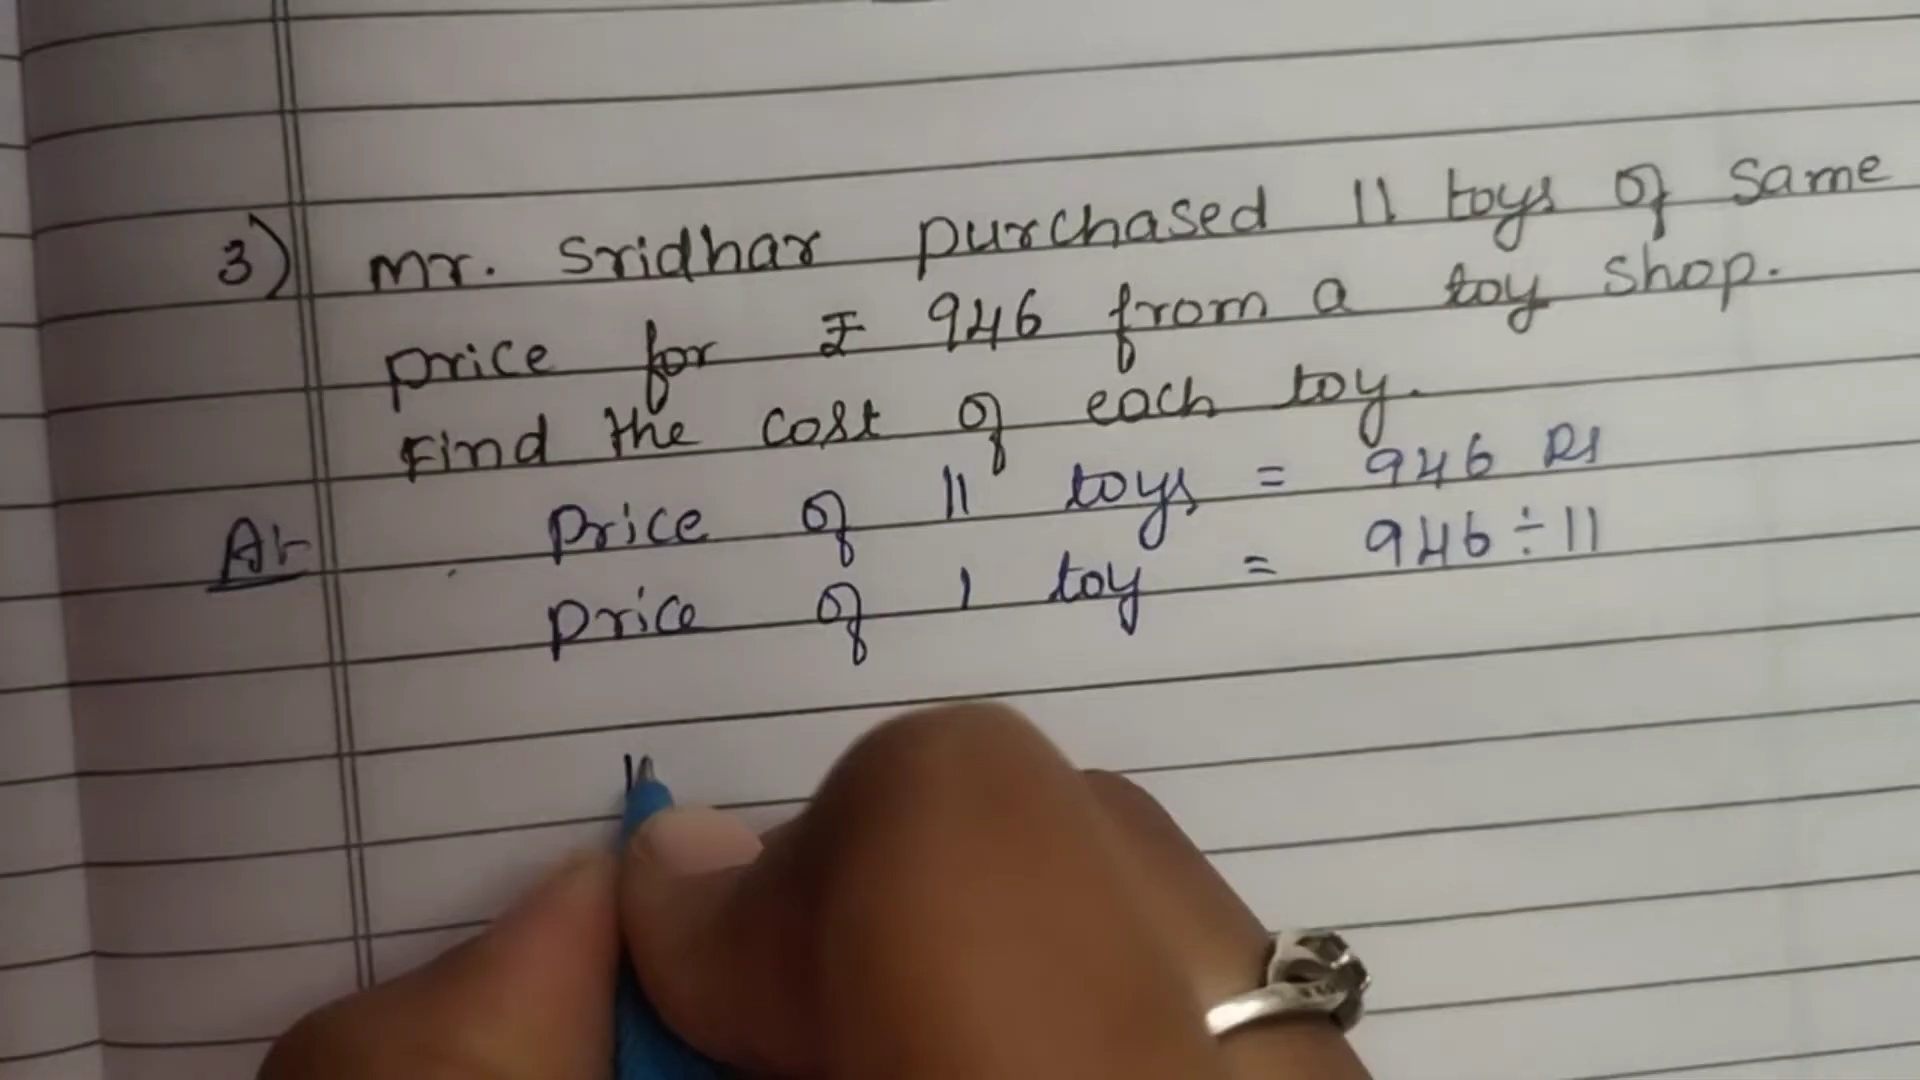 3) Mr. Sridhar purchased 11 toys of same
price for ₹ 946 from a toy shop.
Find the cost of each toy.
Price of 11 toys = 946 Rs
Price of 1 toy = 946 ÷ 11